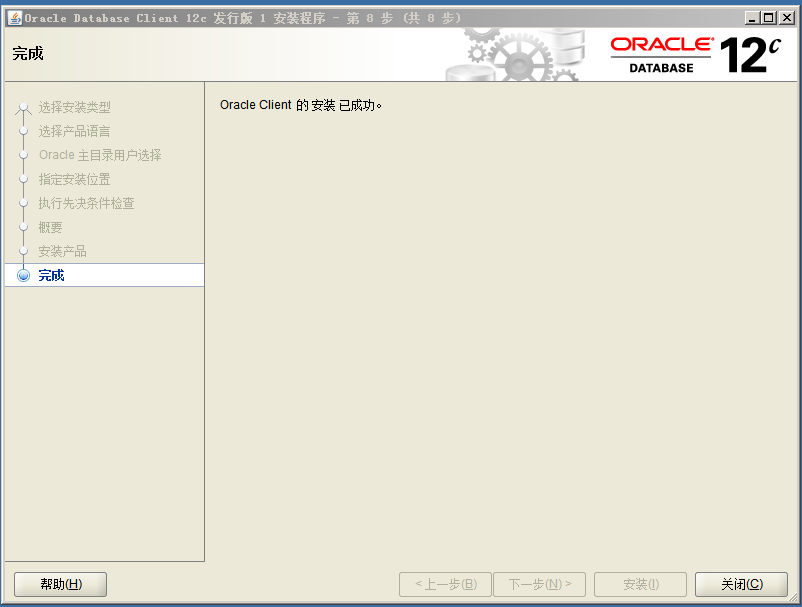 Oracle Database Client 12c 发行版 1 安装程序 - 第 8 步 (共 8 步)
完成
ORACLE
DATABASE
12c
选择安装类型
选择产品语言
Oracle 主目录用户选择
指定安装位置
执行先决条件检查
概要
安装产品
完成
Oracle Client 的 安装 已成功。
帮助(H)
< 上一步(B)
下一步(N) >
安装(I)
关闭(C)